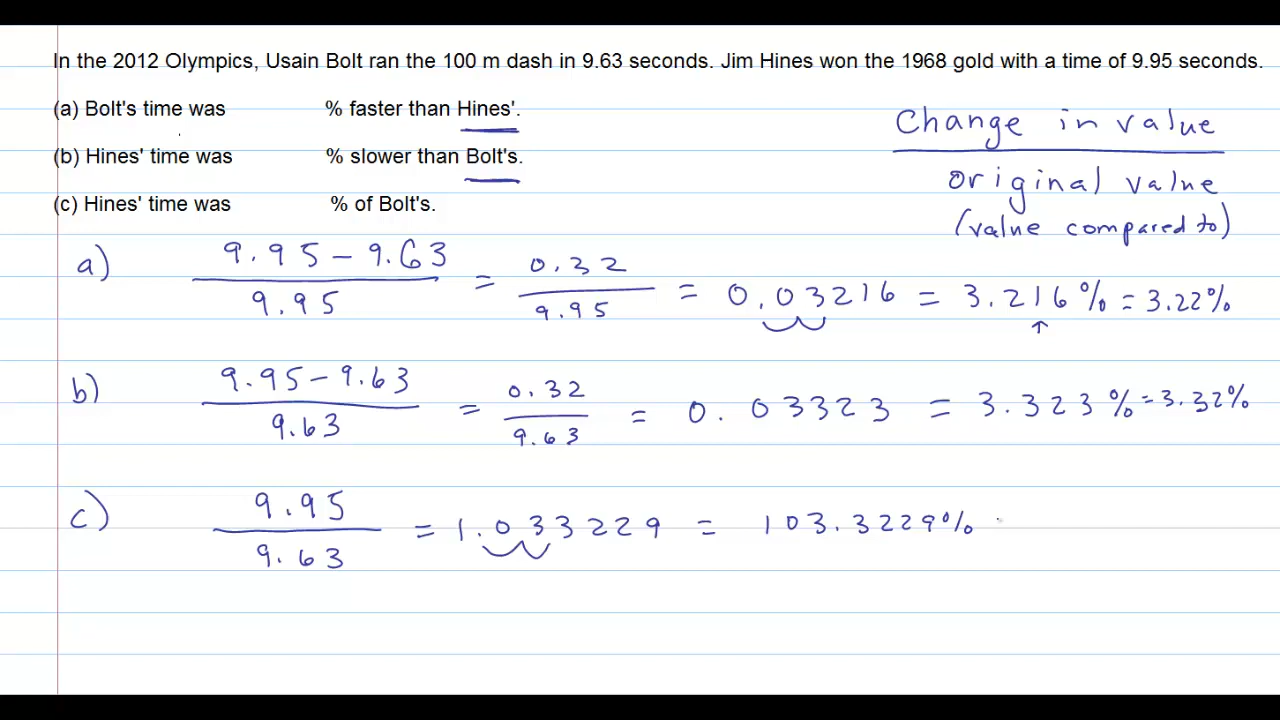 In the 2012 Olympics, Usain Bolt ran the 100 m dash in 9.63 seconds. Jim Hines won the 1968 gold with a time of 9.95 seconds.
(a) Bolt's time was % faster than Hines'.
(b) Hines' time was % slower than Bolt's.
(c) Hines' time was % of Bolt's.
Change in value
original value
(value compared to)
a) 9.95 - 9.63
9.95
= 0.32
9.95
= 0.03216 = 3.216% = 3.22%
b) 9.95 - 9.63
9.63
= 0.32
9.63
= 0.03323 = 3.323% = 3.32%
c) 9.95
9.63
= 1.033229 = 103.3229%